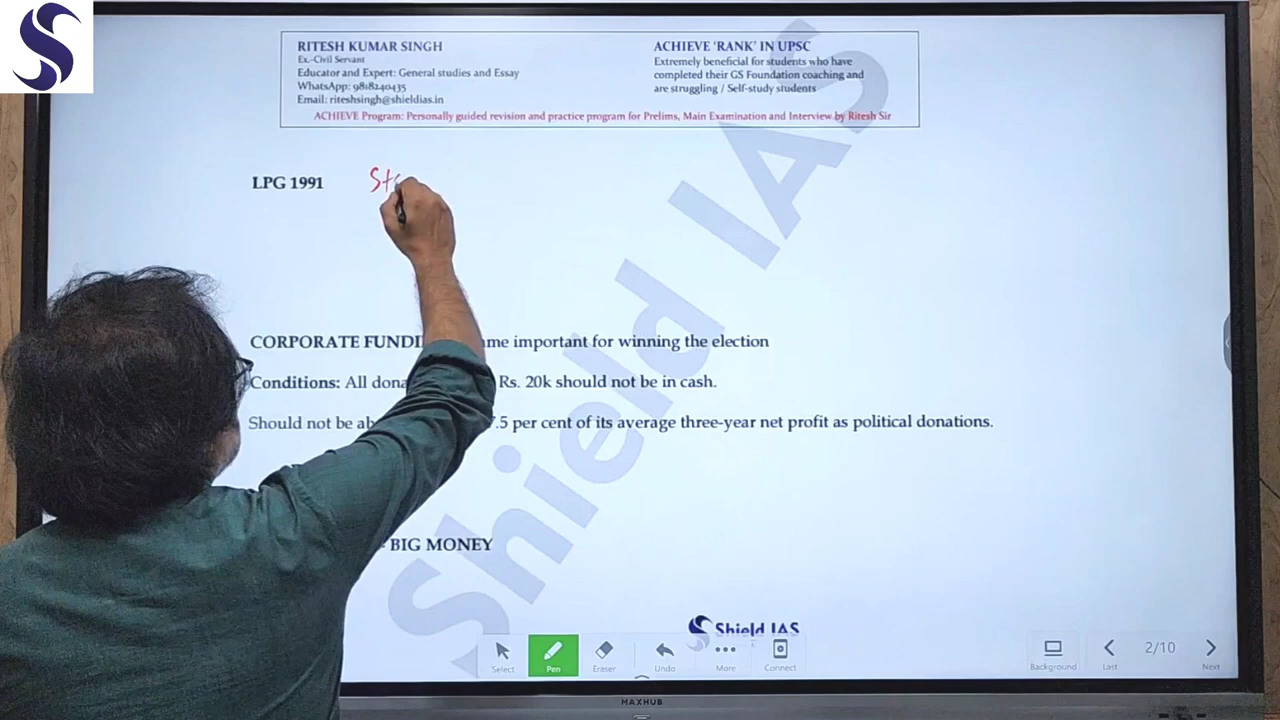 RITESH KUMAR SINGH
Ex.-Civil Servant
Educator and Expert: General studies and Essay
WhatsApp: 9818240435
Email: riteshsingh@shieldias.in
ACHIEVE 'RANK' IN UPSC
Extremely beneficial for students who have
completed their GS Foundation coaching and
are struggling / Self-study students
ACHIEVE Program: Personally guided revision and practice program for Prelims, Main Examination and Interview by Ritesh Sir
LPG 1991
CORPORATE me important for winning the election
Conditions: All Rs. 20k should not be in cash.
Should not be .5 per cent of its average three-year net profit as political donations.
BIG MONEY
Shield IAS
Shield IAS
Select
Pen
Eraser
Undo
More
Connect
Background
Last
2/10
Next
MAXHUB